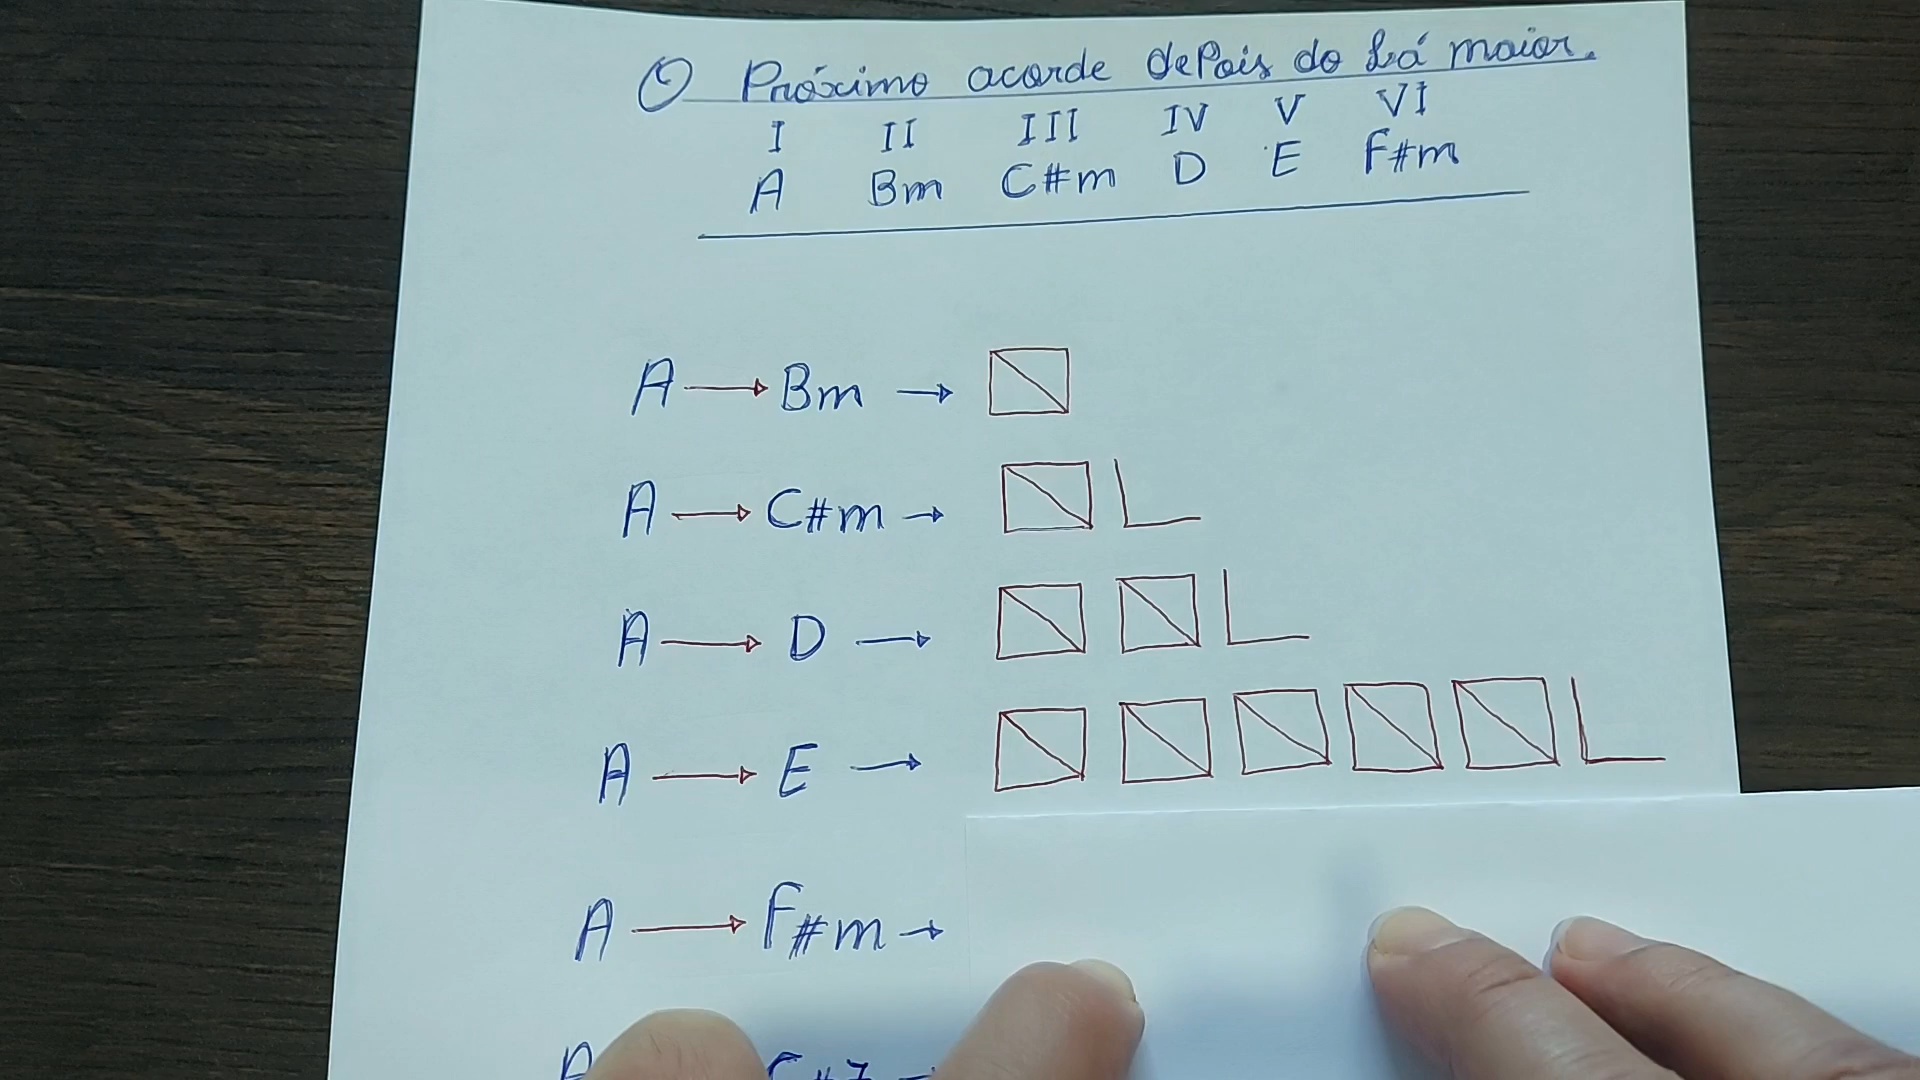 Próximo acorde depois do Lá maior.
I II III IV V VI
A Bm C#m D E F#m
A → Bm →
A → C#m →
A → D →
A → E →
A → F#m →